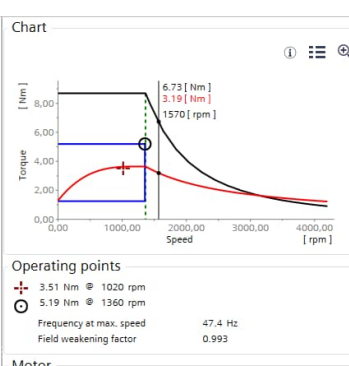 Chart
6.73 [ Nm ]
3.19 [ Nm ]
1570 [ rpm ]
[ Nm ]
Torque
8,00
6,00
4,00
2,00
0,00
0,00 1000,00 2000,00 3000,00 4000,00
Speed [ rpm ]
Operating points
3.51 Nm @ 1020 rpm
5.19 Nm @ 1360 rpm
Frequency at max. speed 47.4 Hz
Field weakening factor 0.993
Motor